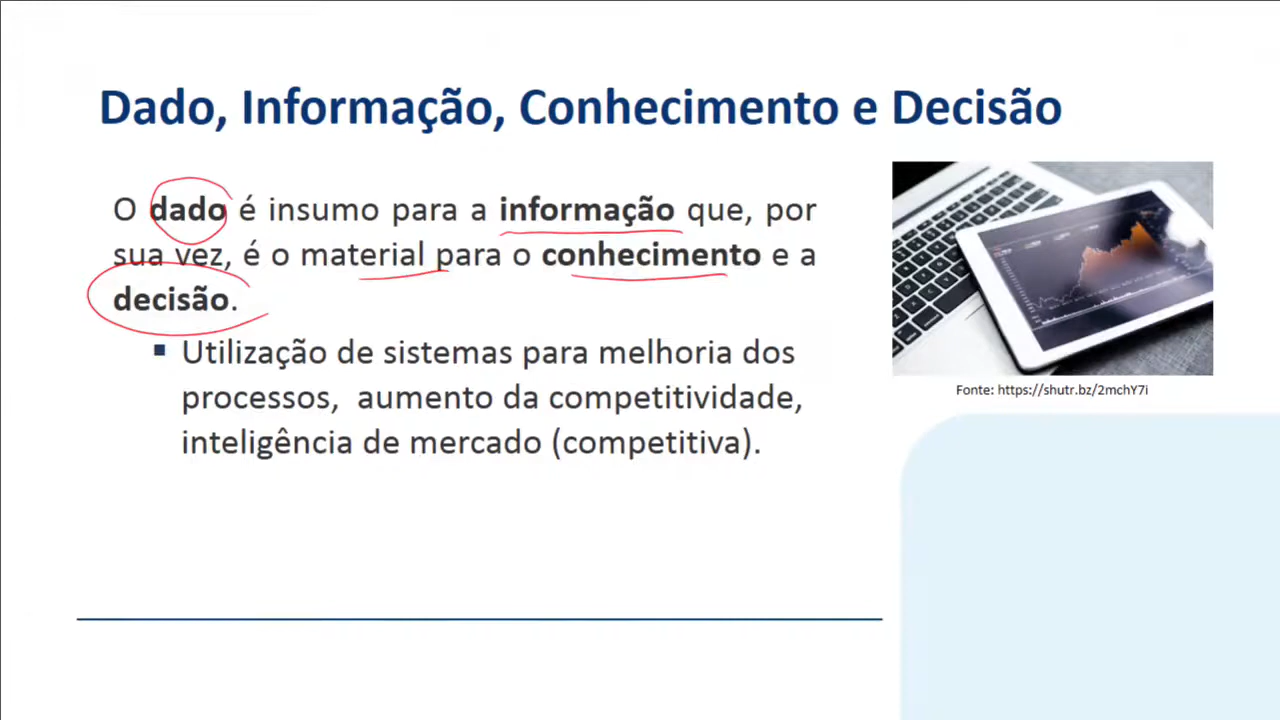 Dado, Informação, Conhecimento e Decisão
O dado é insumo para a informação que, por
sua vez, é o material para o conhecimento e a
decisão.
▪ Utilização de sistemas para melhoria dos
processos, aumento da competitividade,
inteligência de mercado (competitiva).
Fonte: https://shutr.bz/2mchY7i